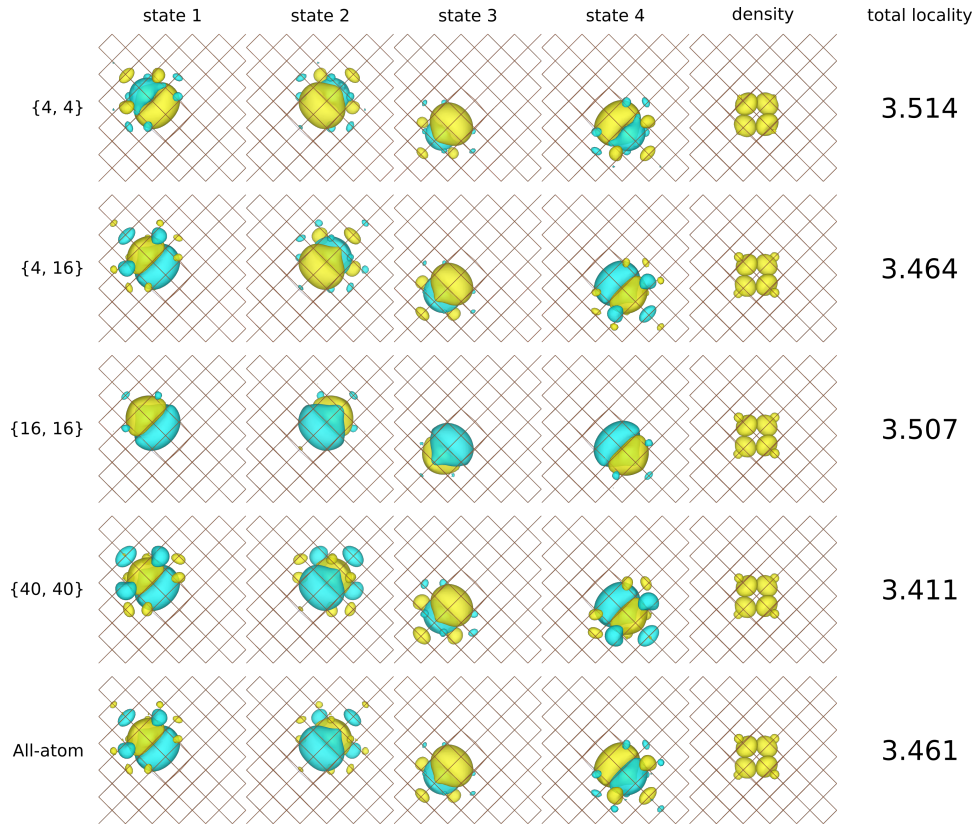 state 1 state 2 state 3 state 4 density total locality
{4, 4} 3.514
{4, 16} 3.464
{16, 16} 3.507
{40, 40} 3.411
All-atom 3.461